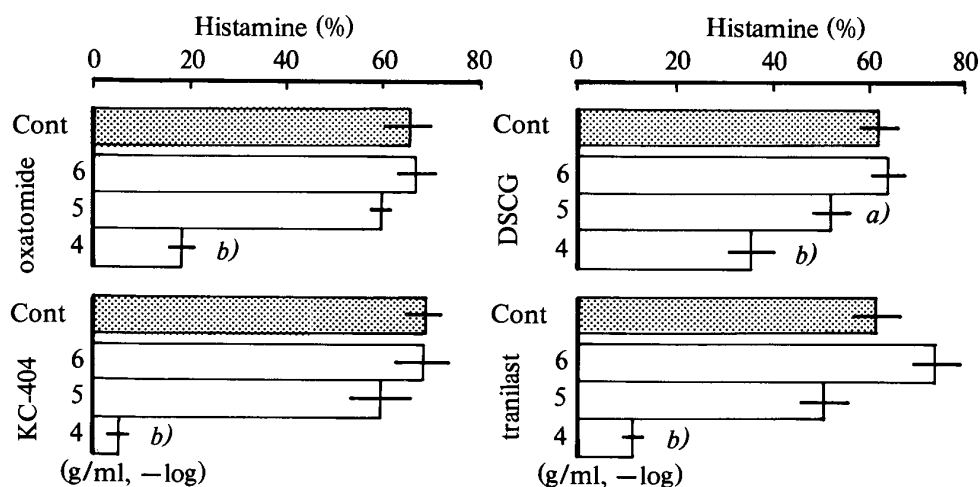 Histamine (%)
0 20 40 60 80
Cont
6
5
4 b)
oxatomide
Histamine (%)
0 20 40 60 80
Cont
6
5 a)
4 b)
DSCG
Cont
6
5
4 b)
KC-404
(g/ml, −log)
Cont
6
5
4 b)
tranilast
(g/ml, −log)